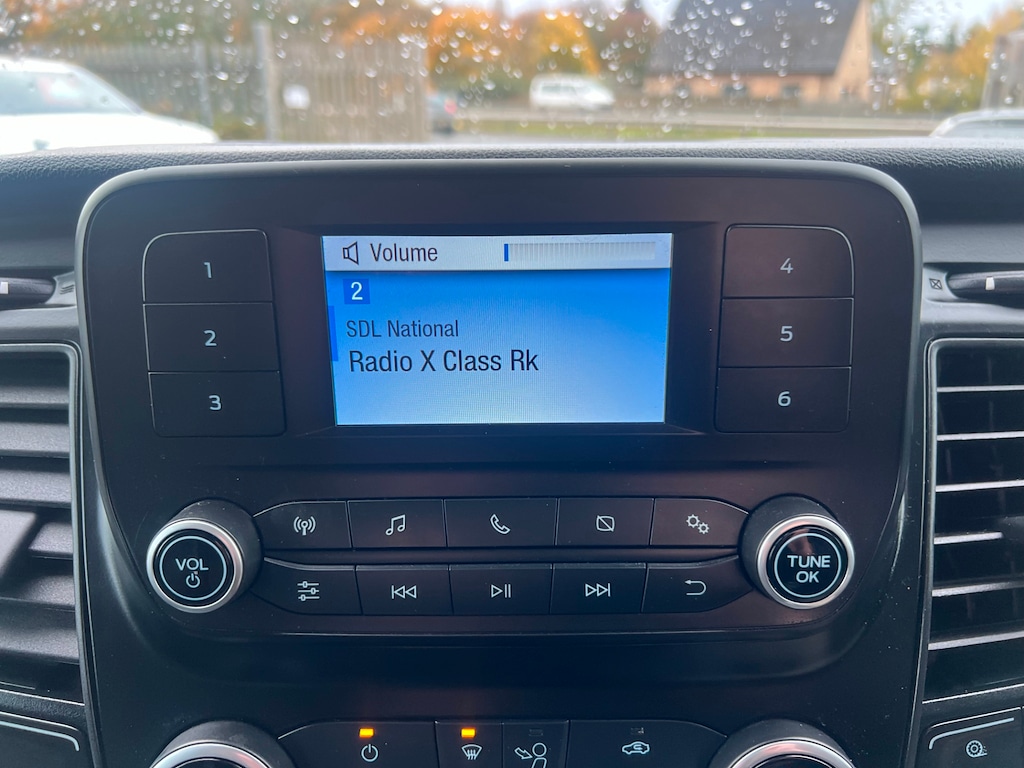 Volume
2
SDL National
Radio X Class Rk
1
2
3
4
5
6
VOL
TUNE
OK